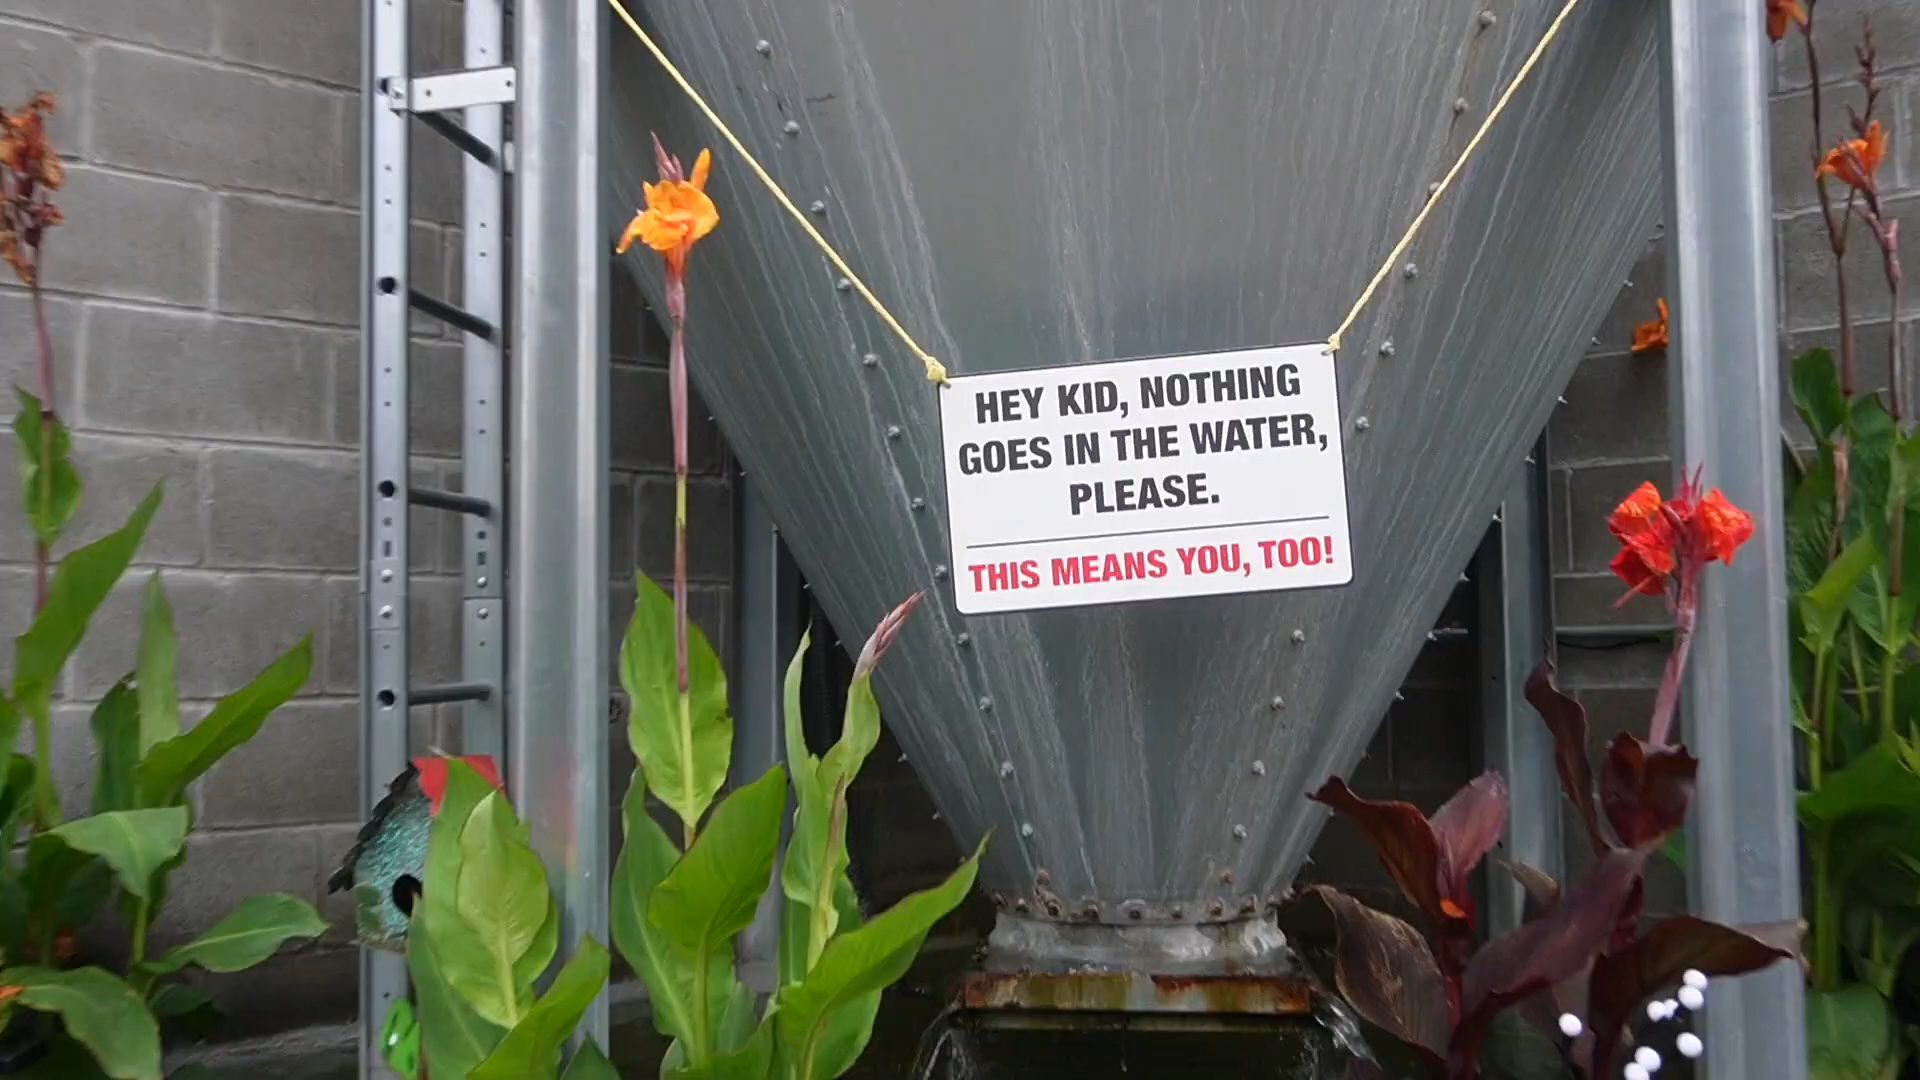 HEY KID, NOTHING
GOES IN THE WATER,
PLEASE.
THIS MEANS YOU, TOO!